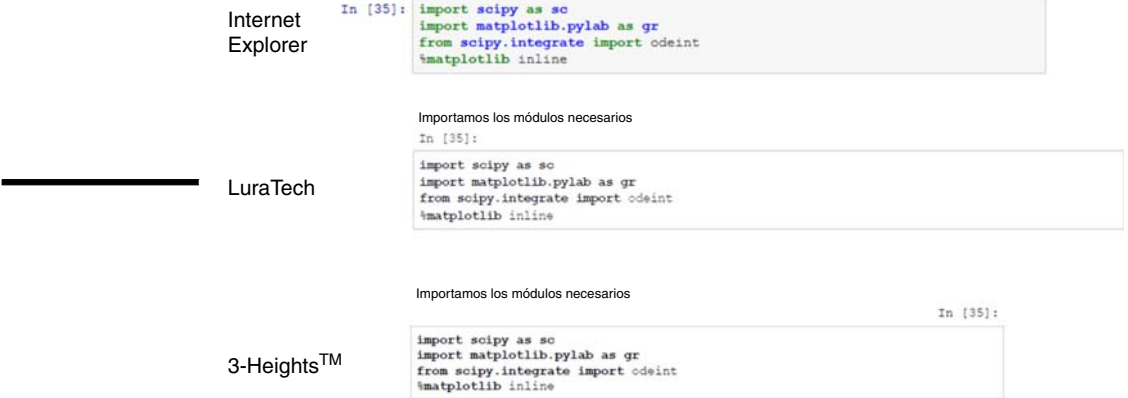 Internet
Explorer
In [35]:
import scipy as sc
import matplotlib.pylab as gr
from scipy.integrate import odeint
%matplotlib inline
Importamos los módulos necesarios
In [35]:
LuraTech
import scipy as sc
import matplotlib.pylab as gr
from scipy.integrate import odeint
%matplotlib inline
Importamos los módulos necesarios
In [35]:
3-Heights™
import scipy as sc
import matplotlib.pylab as gr
from scipy.integrate import odeint
%matplotlib inline